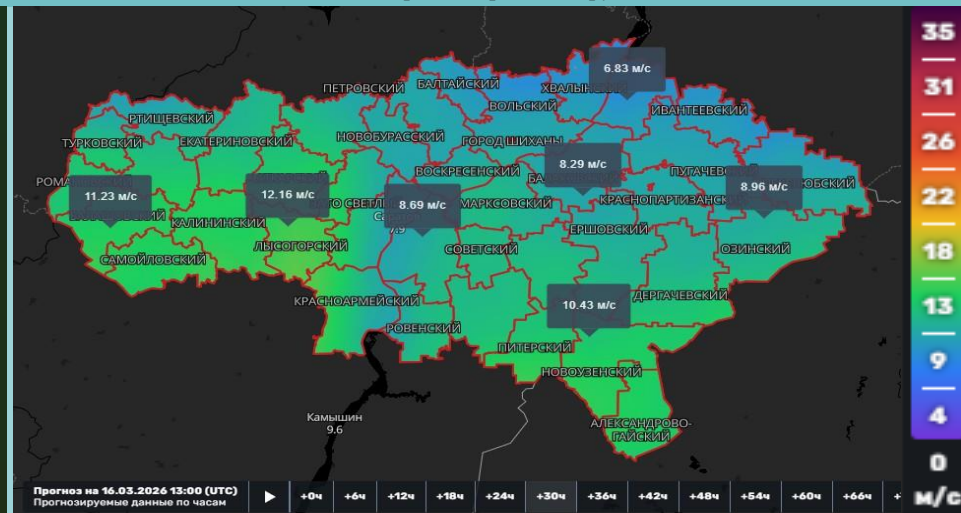 35
31
26
22
18
13
9
4
0
м/с
6.83 м/с
ПЕТРОВСКИЙ
БАЛТАЙСКИЙ
ВОЛЬСКИЙ
ИВАНТЕЕВСКИЙ
РТИЩЕВСКИЙ
ТУРКОВСКИЙ
ЕКАТЕРИНОВСКИЙ
НОВОБУРАССКИЙ
ГОРОД ШИХАНЫ
8.29 м/с
ВОСКРЕСЕНСКИЙ
11.23 м/с
12.16 м/с
8.69 м/с
8.96 м/с
МАРКСОВСКИЙ
КРАСНОПАРТИЗАНСКИЙ
КАЛИНИНСКИЙ
7.9
ЕРШОВСКИЙ
ЛЫСОГОРСКИЙ
СОВЕТСКИЙ
ОЗИНСКИЙ
САМОЙЛОВСКИЙ
КРАСНОАРМЕЙСКИЙ
10.43 м/с
ДЕРГАЧЕВСКИЙ
РОВЕНСКИЙ
ПИТЕРСКИЙ
НОВОУЗЕНСКИЙ
АЛЕКСАНДРОВО-
ГАЙСКИЙ
Камышин
9.6
Прогноз на 16.03.2026 13:00 (UTC)
Прогнозируемые данные по часам
+0ч +6ч +12ч +18ч +24ч +30ч +36ч +42ч +48ч +54ч +60ч +66ч